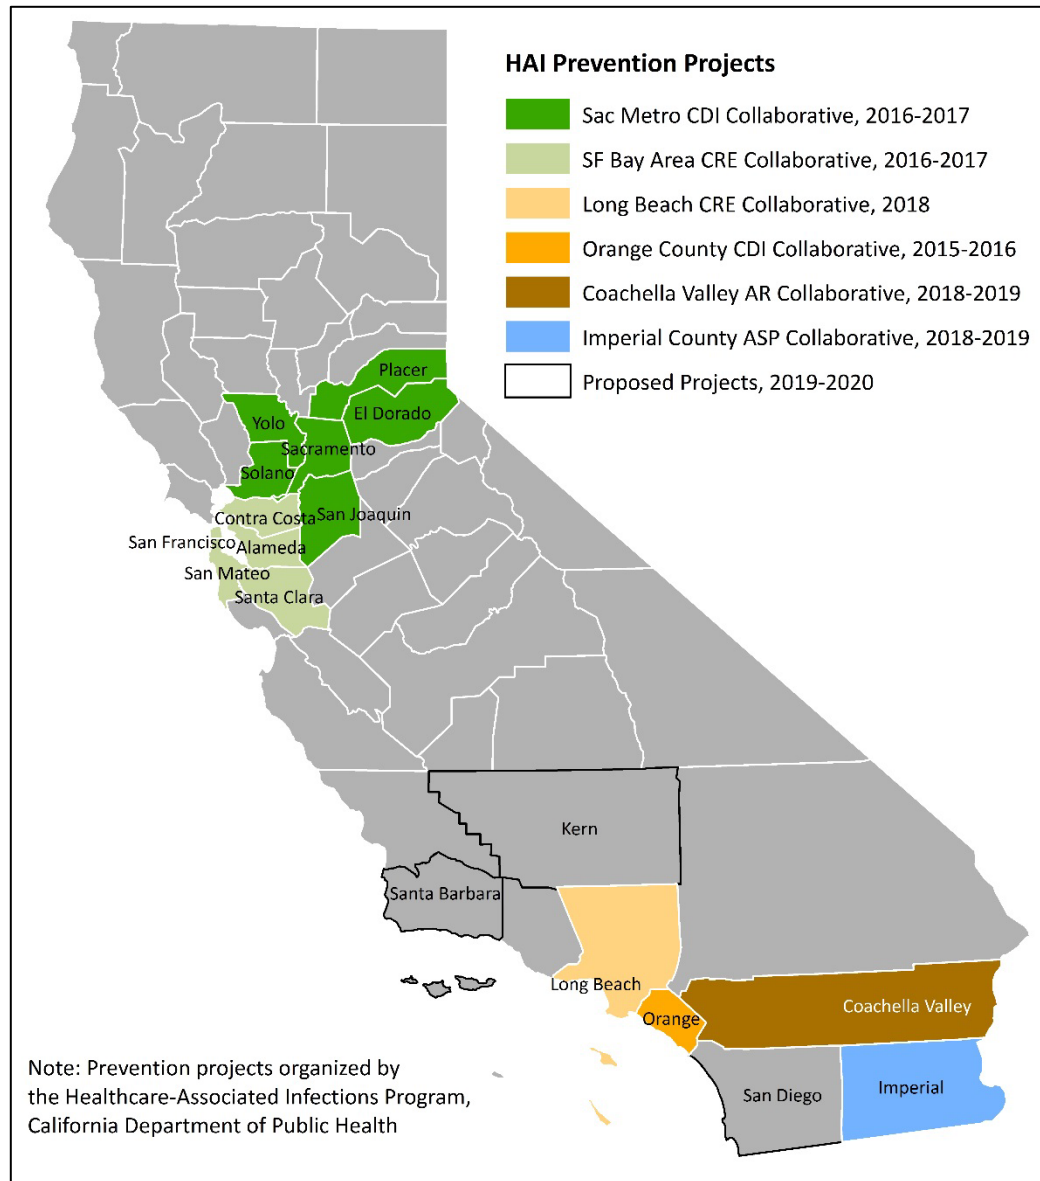 HAI Prevention Projects
Sac Metro CDI Collaborative, 2016-2017
SF Bay Area CRE Collaborative, 2016-2017
Long Beach CRE Collaborative, 2018
Orange County CDI Collaborative, 2015-2016
Coachella Valley AR Collaborative, 2018-2019
Imperial County ASP Collaborative, 2018-2019
Proposed Projects, 2019-2020
Placer
El Dorado
Yolo
Sacramento
Solano
Contra Costa
San Joaquin
San Francisco
Alameda
San Mateo
Santa Clara
Kern
Santa Barbara
Long Beach
Orange
Coachella Valley
San Diego
Imperial
Note: Prevention projects organized by
the Healthcare-Associated Infections Program,
California Department of Public Health